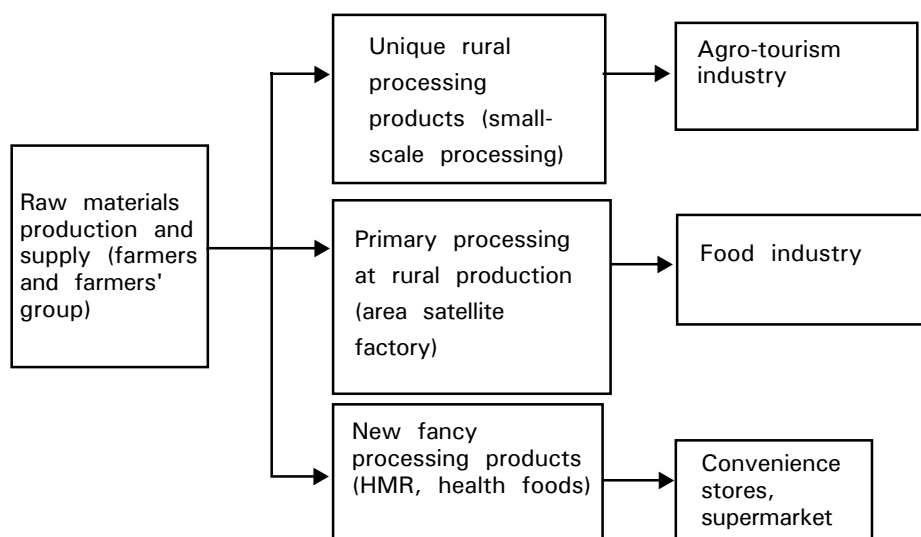 Raw materials
production and
supply (farmers
and farmers'
group)
Unique rural
processing
products (small-
scale processing)
Agro-tourism
industry
Primary processing
at rural production
(area satellite
factory)
Food industry
New fancy
processing products
(HMR, health foods)
Convenience
stores,
supermarket